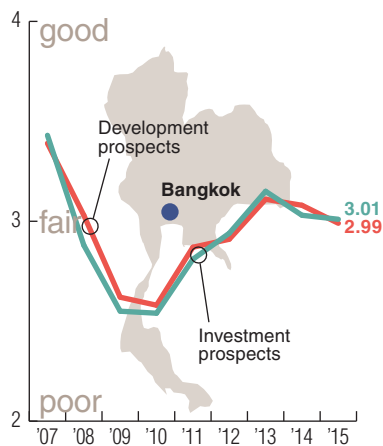 4
good
Development
prospects
Bangkok
3
fair
3.01
2.99
Investment
prospects
poor
2
'07 '08 '09 '10 '11 '12 '13 '14 '15